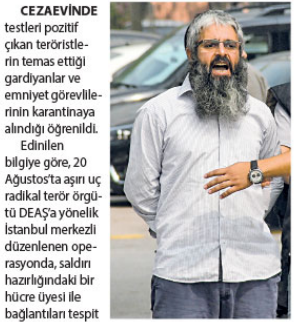 CEZAEVİNDE
testleri pozitif
çıkan teröristle-
rin temas ettiği
gardiyanlar ve
emniyet görevlile-
rinin karantinaya
alındığı öğrenildi.
Edinilen
bilgiye göre, 20
Ağustos’ta aşırı uç
radikal terör örgü-
tü DEAŞ’a yönelik
İstanbul merkezli
düzenlenen ope-
rasyonda, saldırı
hazırlığındaki bir
hücre üyesi ile
bağlantıları tespit